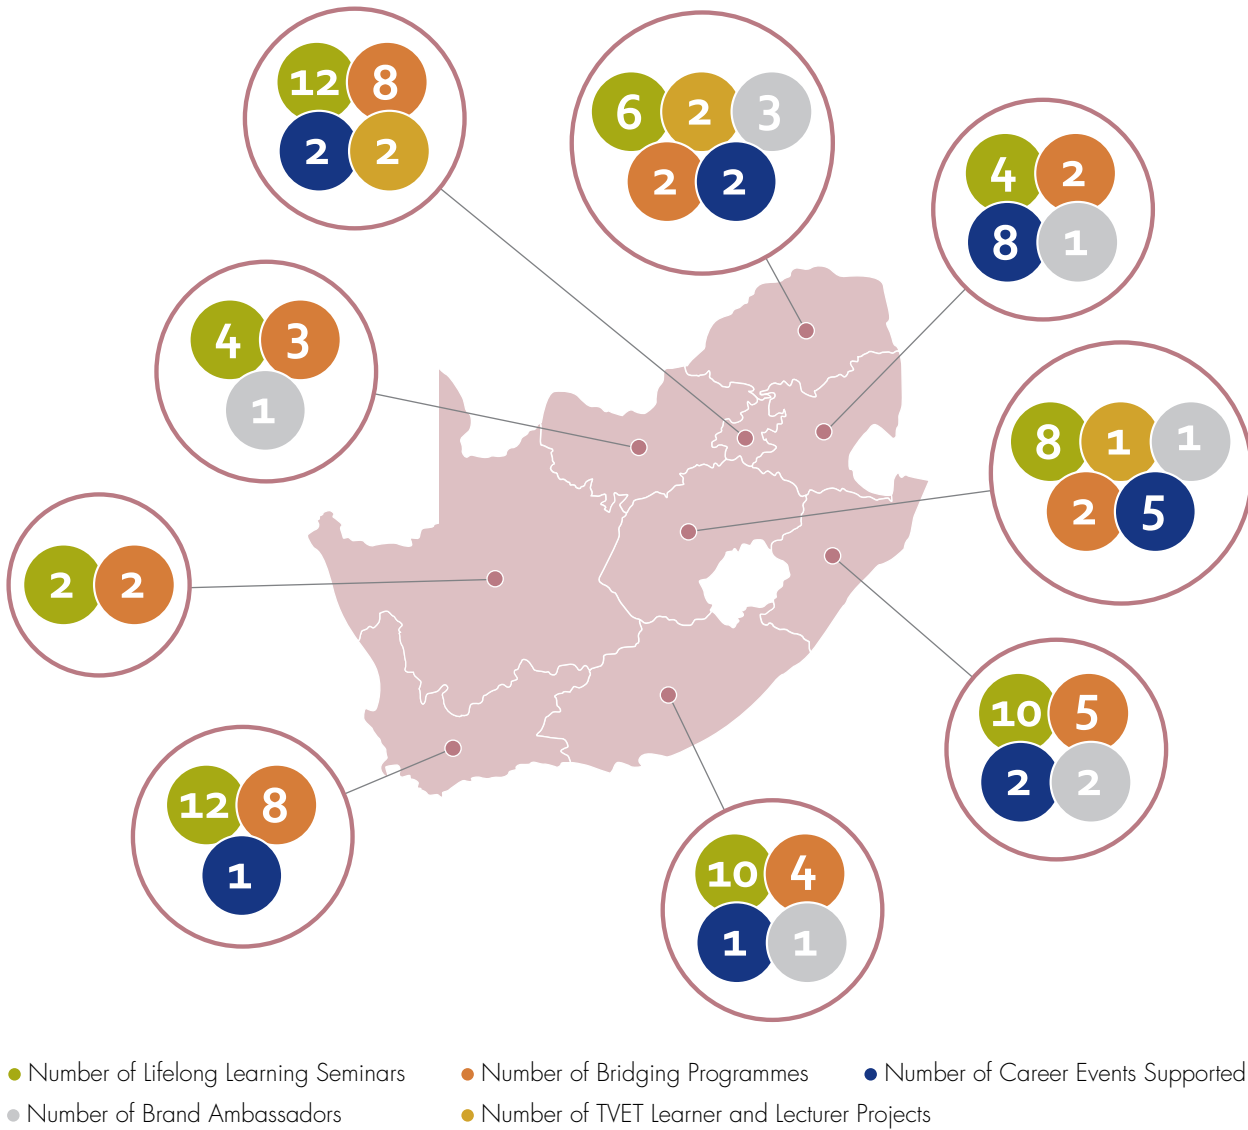 12 8
2 2
6 2 3
2 2
4 2
8 1
4 3
1
8 1 1
2 5
2 2
10 5
2 2
12 8
1
10 4
1 1
Number of Lifelong Learning Seminars
Number of Bridging Programmes
Number of Career Events Supported
Number of Brand Ambassadors
Number of TVET Learner and Lecturer Projects